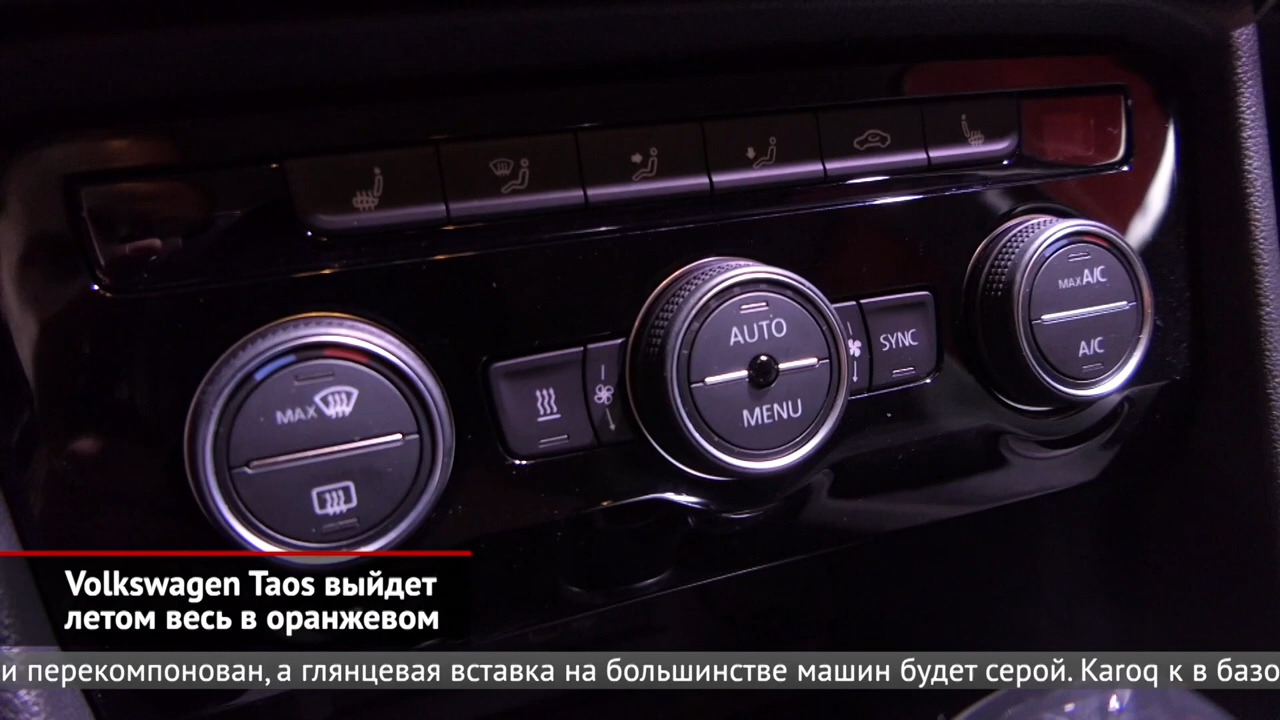 MAX
AUTO
MENU
SYNC
MAX A/C
A/C
Volkswagen Taos выйдет
летом весь в оранжевом
и перекомпонован, а глянцевая вставка на большинстве машин будет серой. Karoq к в базо